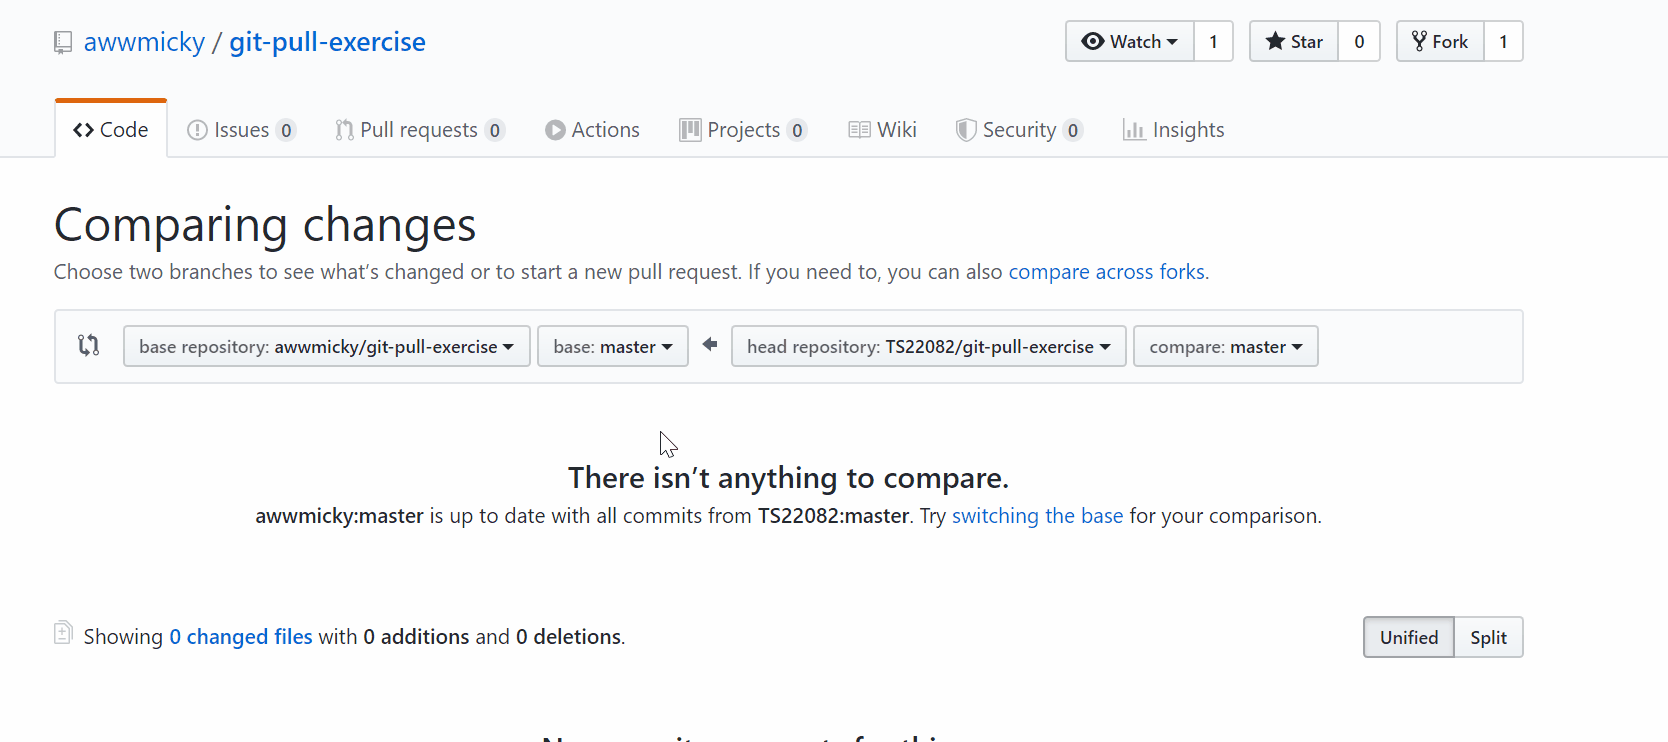 awwmicky / git-pull-exercise
Watch 1 Star 0 Fork 1
Code Issues 0 Pull requests 0 Actions Projects 0 Wiki Security 0 Insights
Comparing changes
Choose two branches to see what’s changed or to start a new pull request. If you need to, you can also compare across forks.
base repository: awwmicky/git-pull-exercise base: master head repository: TS22082/git-pull-exercise compare: master
There isn’t anything to compare.
awwmicky:master is up to date with all commits from TS22082:master. Try switching the base for your comparison.
Showing 0 changed files with 0 additions and 0 deletions.
Unified Split